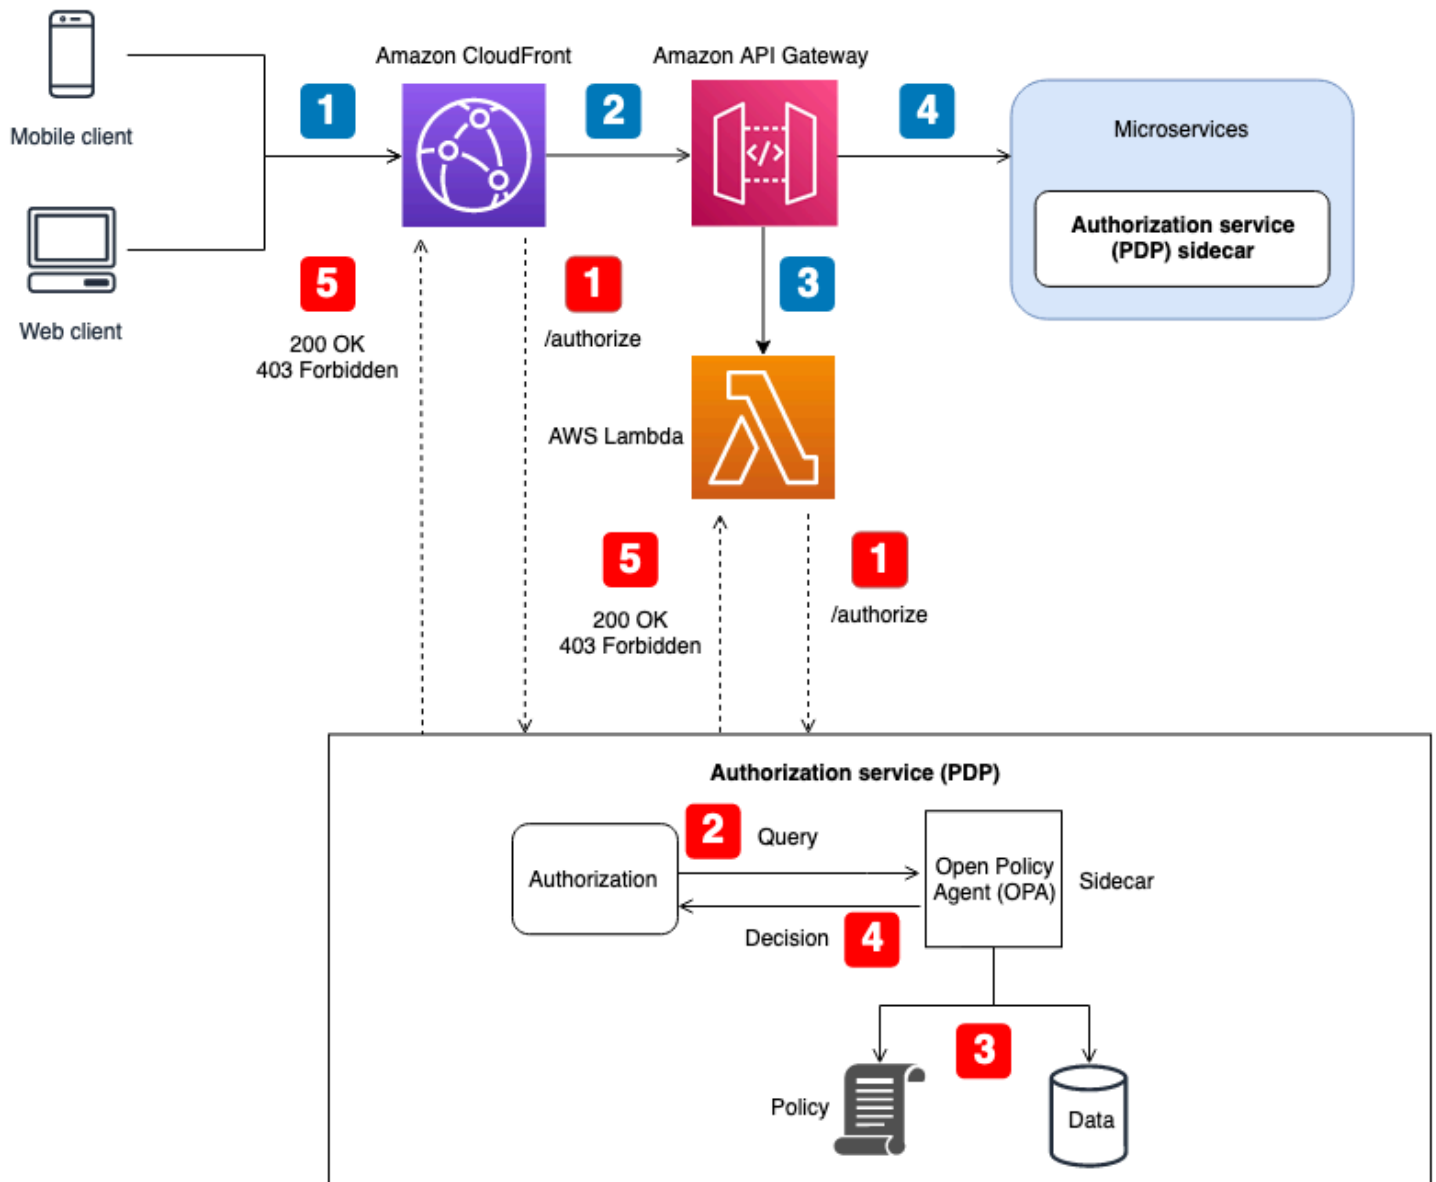 Amazon CloudFront
Amazon API Gateway
1
2
4
Mobile client
Microservices
Authorization service
(PDP) sidecar
Web client
5
200 OK
403 Forbidden
1
/authorize
3
</>
AWS Lambda
5
200 OK
403 Forbidden
1
/authorize
Authorization service (PDP)
2
Query
Authorization
Open Policy
Agent (OPA)
Sidecar
Decision
4
3
Policy
Data